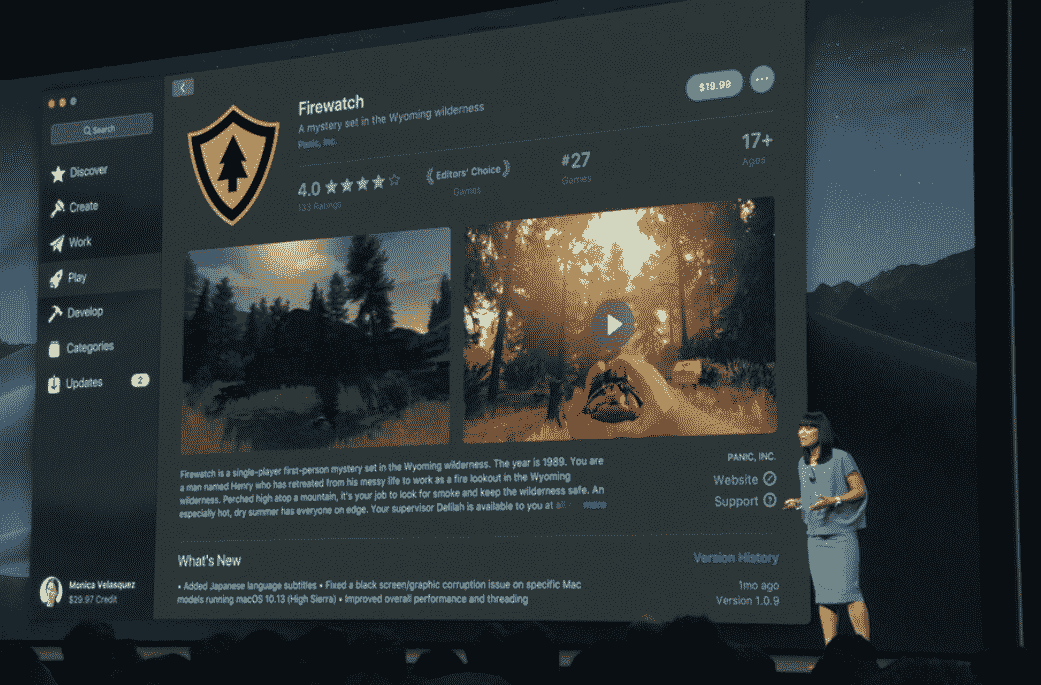 Search
Discover
Create
Work
Play
Develop
Categories
Updates
2
Monica Velasquez
$29.97 Credit
Firewatch
A mystery set in the Wyoming wilderness
Panic, Inc.
$19.99
4.0
133 Ratings
Editors' Choice
Games
#27
Games
17+
Ages
Firewatch is a single-player first-person mystery set in the Wyoming wilderness. The year is 1989. You are
a man named Henry who has retreated from his messy life to work as a fire lookout in the Wyoming
wilderness. Perched high atop a mountain, it's your job to look for smoke and keep the wilderness safe. An
especially hot, dry summer has everyone on edge. Your supervisor Delilah is available to you at all more
PANIC, INC.
Website
Support
What's New
Version History
• Added Japanese language subtitles • Fixed a black screen/graphic corruption issue on specific Mac
models running macOS 10.13 (High Sierra) • Improved overall performance and threading
1mo ago
Version 1.0.9